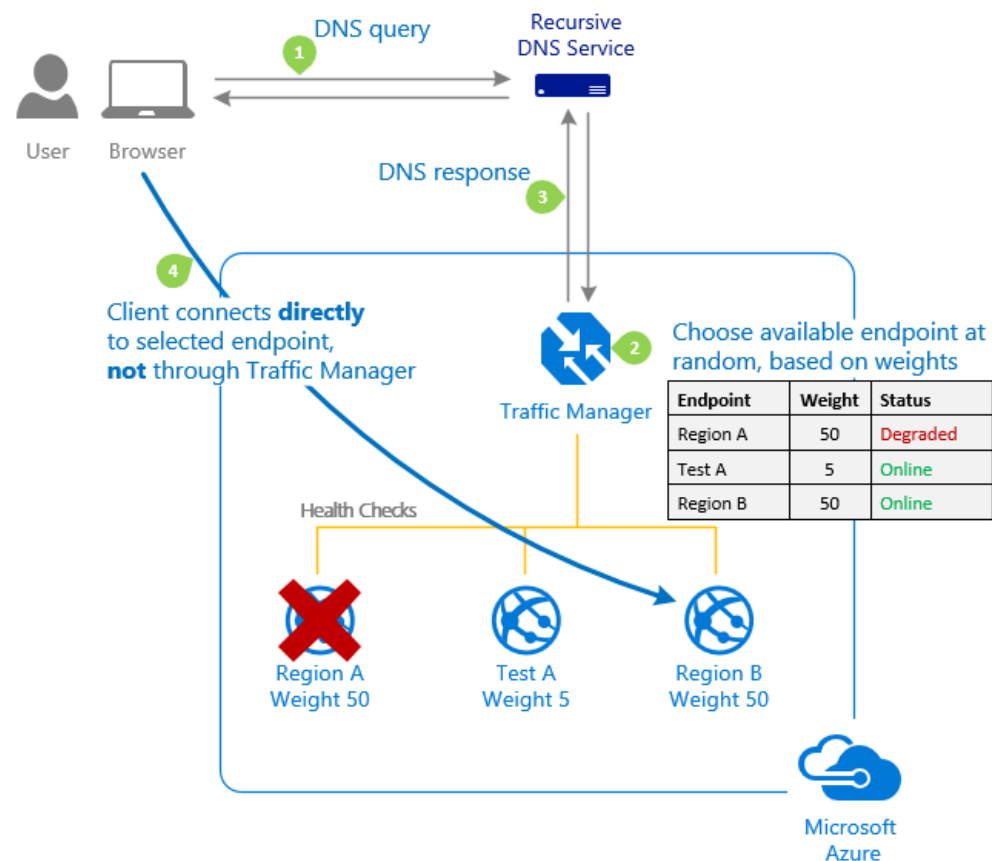 DNS query
1
Recursive
DNS Service
User
Browser
DNS response
3
4
Client connects directly
to selected endpoint,
not through Traffic Manager
2
Choose available endpoint at
random, based on weights
Traffic Manager
Endpoint Weight Status
Region A 50 Degraded
Test A 5 Online
Region B 50 Online
Health Checks
Region A
Weight 50
Test A
Weight 5
Region B
Weight 50
Microsoft
Azure